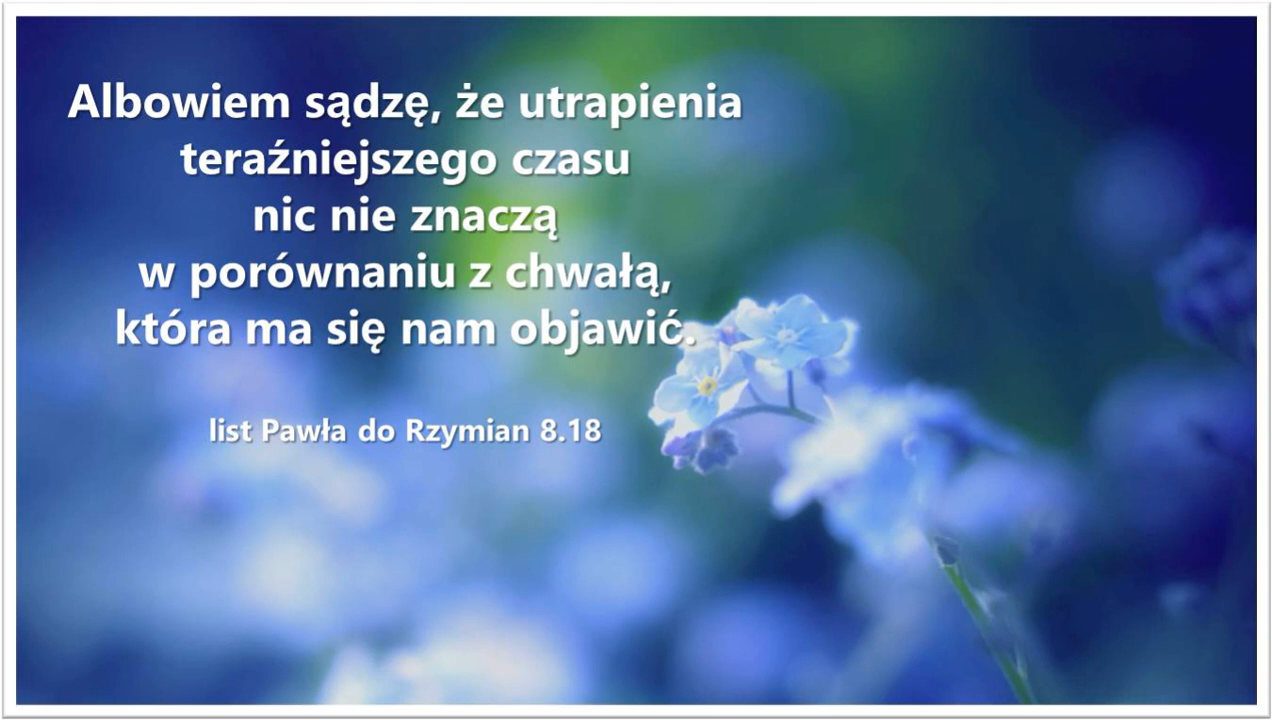 Albowiem sądzę, że utrapienia
teraźniejszego czasu
nic nie znaczą
w porównaniu z chwałą,
która ma się nam objawić.
list Pawła do Rzymian 8.18